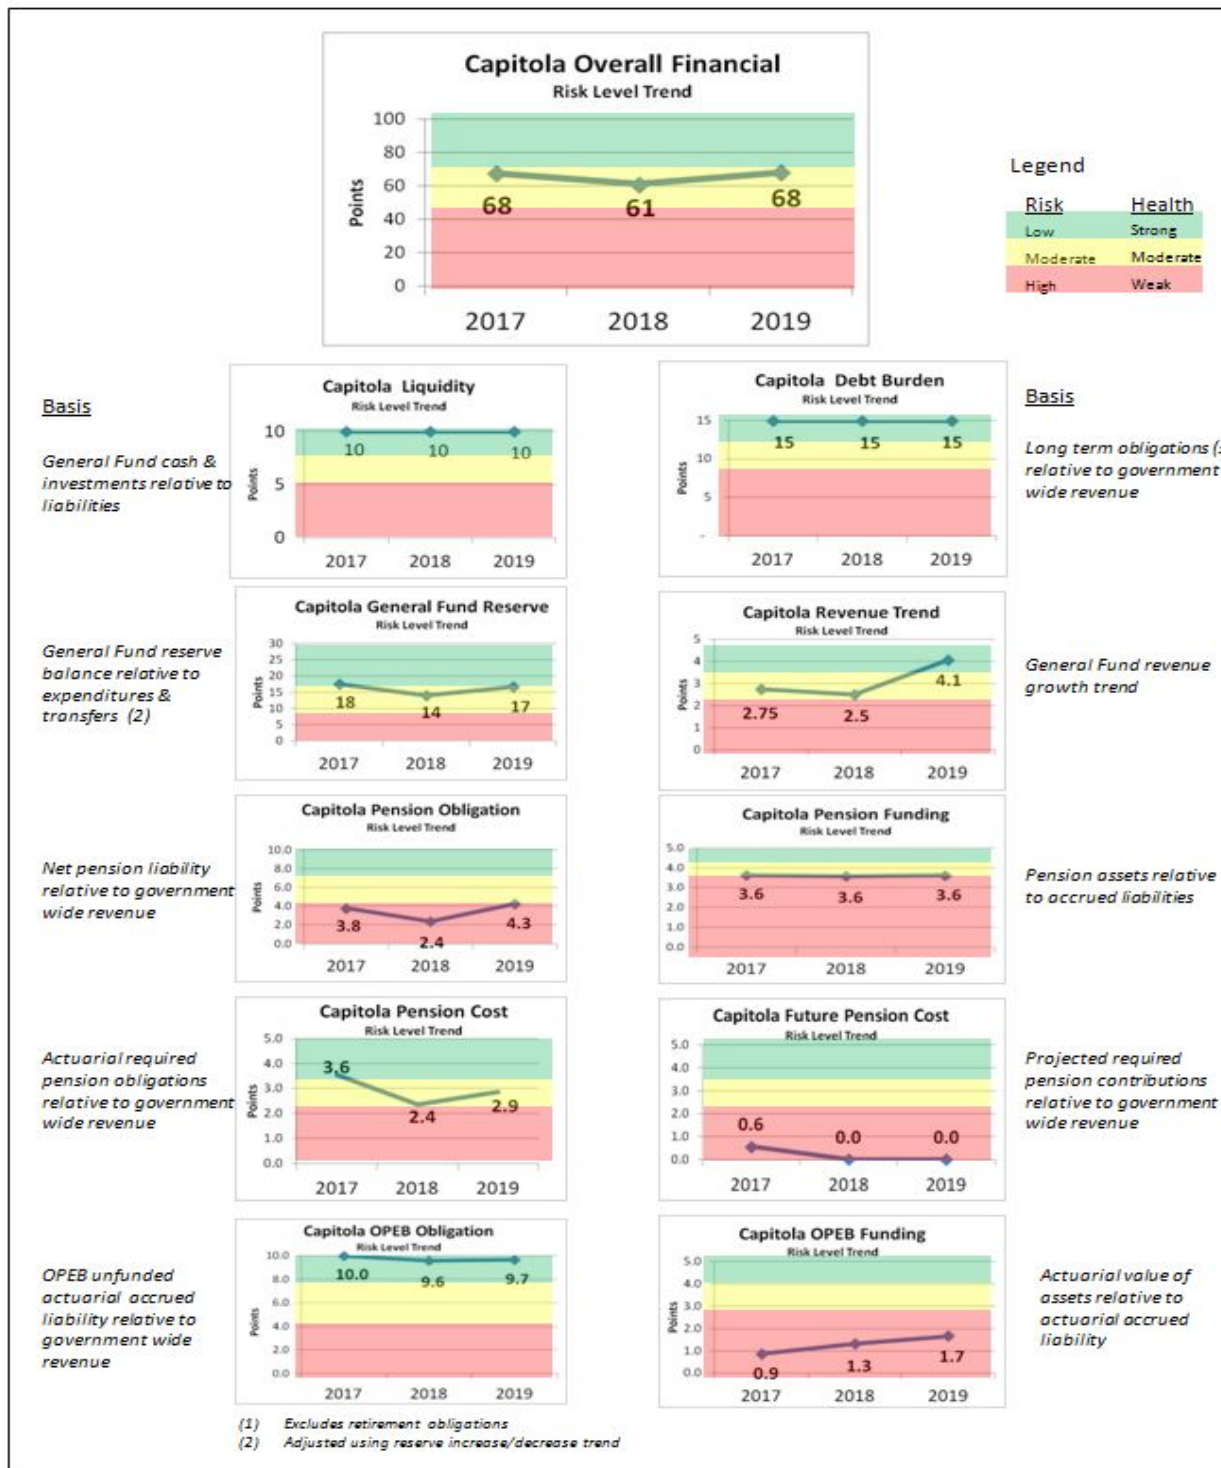 Capitola Overall Financial
Risk Level Trend
Points
100
80
60
40
20
0
68
61
68
2017 2018 2019
Legend
Risk Health
Low Strong
Moderate Moderate
High Weak
Basis
General Fund cash &
investments relative to
liabilities
Capitola Liquidity
Risk Level Trend
Points
10
5
0
10 10 10
2017 2018 2019
Capitola Debt Burden
Risk Level Trend
Points
15
10
5
-
15 15 15
2017 2018 2019
Basis
Long term obligations
relative to government
wide revenue
General Fund reserve
balance relative to
expenditures &
transfers (2)
Capitola General Fund Reserve
Risk Level Trend
Points
30
25
20
15
10
5
0
18 14 17
2017 2018 2019
Capitola Revenue Trend
Risk Level Trend
Points
5
4
3
2
1
0
2.75 2.5 4.1
2017 2018 2019
General Fund revenue
growth trend
Net pension liability
relative to government
wide revenue
Capitola Pension Obligation
Risk Level Trend
Points
10.0
8.0
6.0
4.0
2.0
0.0
3.8 2.4 4.3
2017 2018 2019
Capitola Pension Funding
Risk Level Trend
Points
5.0
4.0
3.0
2.0
1.0
0.0
3.6 3.6 3.6
2017 2018 2019
Pension assets relative
to accrued liabilities
Actuarial required
pension obligations
relative to government
wide revenue
Capitola Pension Cost
Risk Level Trend
Points
5.0
4.0
3.0
2.0
1.0
0.0
3.6 2.4 2.9
2017 2018 2019
Capitola Future Pension Cost
Risk Level Trend
Points
5.0
4.0
3.0
2.0
1.0
0.0
0.6 0.0 0.0
2017 2018 2019
Projected required
pension contributions
relative to government
wide revenue
OPEB unfunded
actuarial accrued
liability relative to
government wide
revenue
Capitola OPEB Obligation
Risk Level Trend
Points
10.0
8.0
6.0
4.0
2.0
0.0
10.0 9.6 9.7
2017 2018 2019
Capitola OPEB Funding
Risk Level Trend
Points
5.0
4.0
3.0
2.0
1.0
0.0
0.9 1.3 1.7
2017 2018 2019
Actuarial value of
assets relative to
actuarial accrued
liability
(1) Excludes retirement obligations
(2) Adjusted using reserve increase/decrease trend